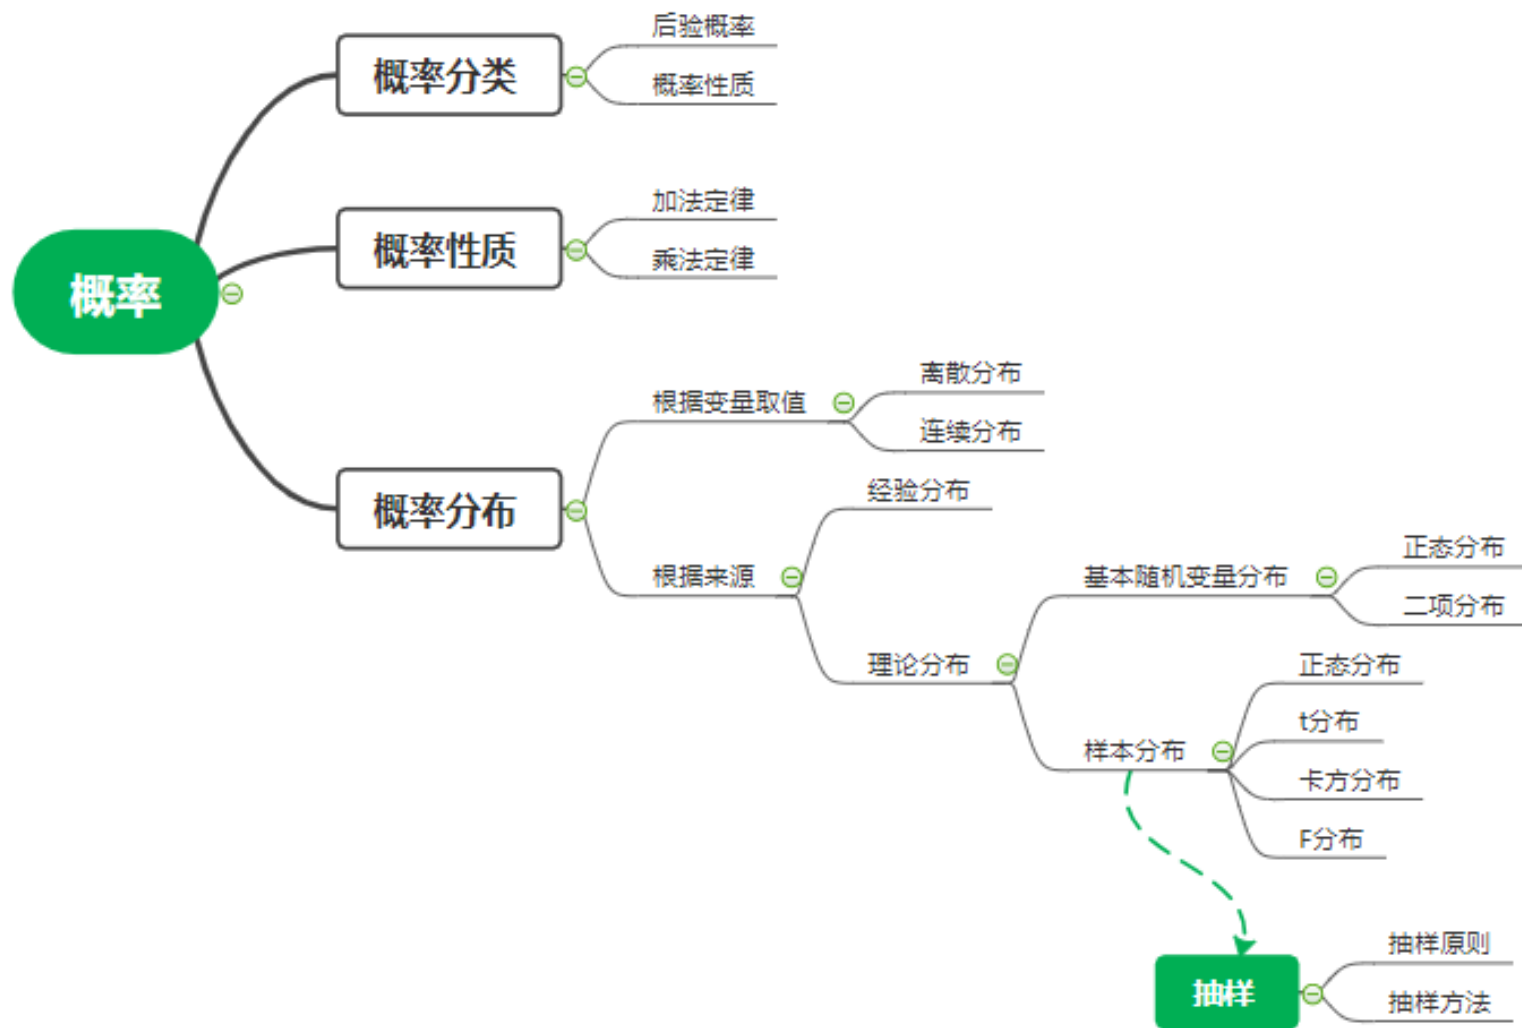 概率
概率分类
后验概率
概率性质
概率性质
加法定律
乘法定律
概率分布
根据变量取值
离散分布
连续分布
根据来源
经验分布
理论分布
基本随机变量分布
正态分布
二项分布
样本分布
正态分布
t分布
卡方分布
F分布
抽样
抽样原则
抽样方法